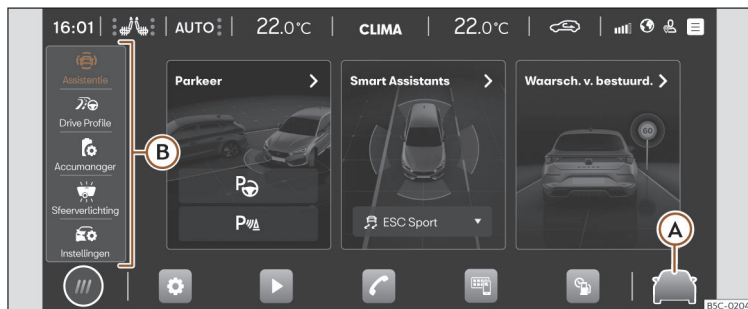 16:01 AUTO 22.0°C CLIMA 22.0°C
Assistentie
Drive Profile
Accumanager
Sfeerverlichting
Instellingen
B
Parkeer
P
P
Smart Assistants
ESC Sport
Waarsch. v. bestuurd.
60
A
B5C-0204